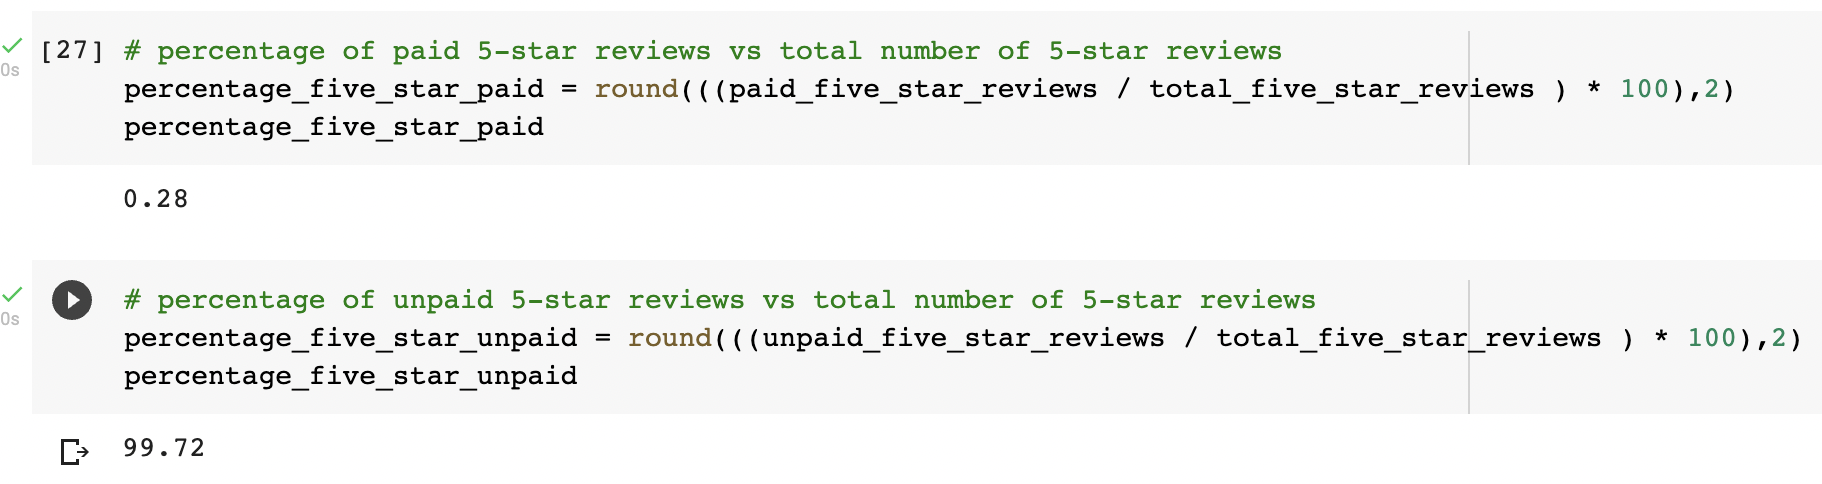 [27] # percentage of paid 5-star reviews vs total number of 5-star reviews
0s
percentage_five_star_paid = round(((paid_five_star_reviews / total_five_star_reviews ) * 100),2)
percentage_five_star_paid
0.28
# percentage of unpaid 5-star reviews vs total number of 5-star reviews
0s
percentage_five_star_unpaid = round(((unpaid_five_star_reviews / total_five_star_reviews ) * 100),2)
percentage_five_star_unpaid
99.72